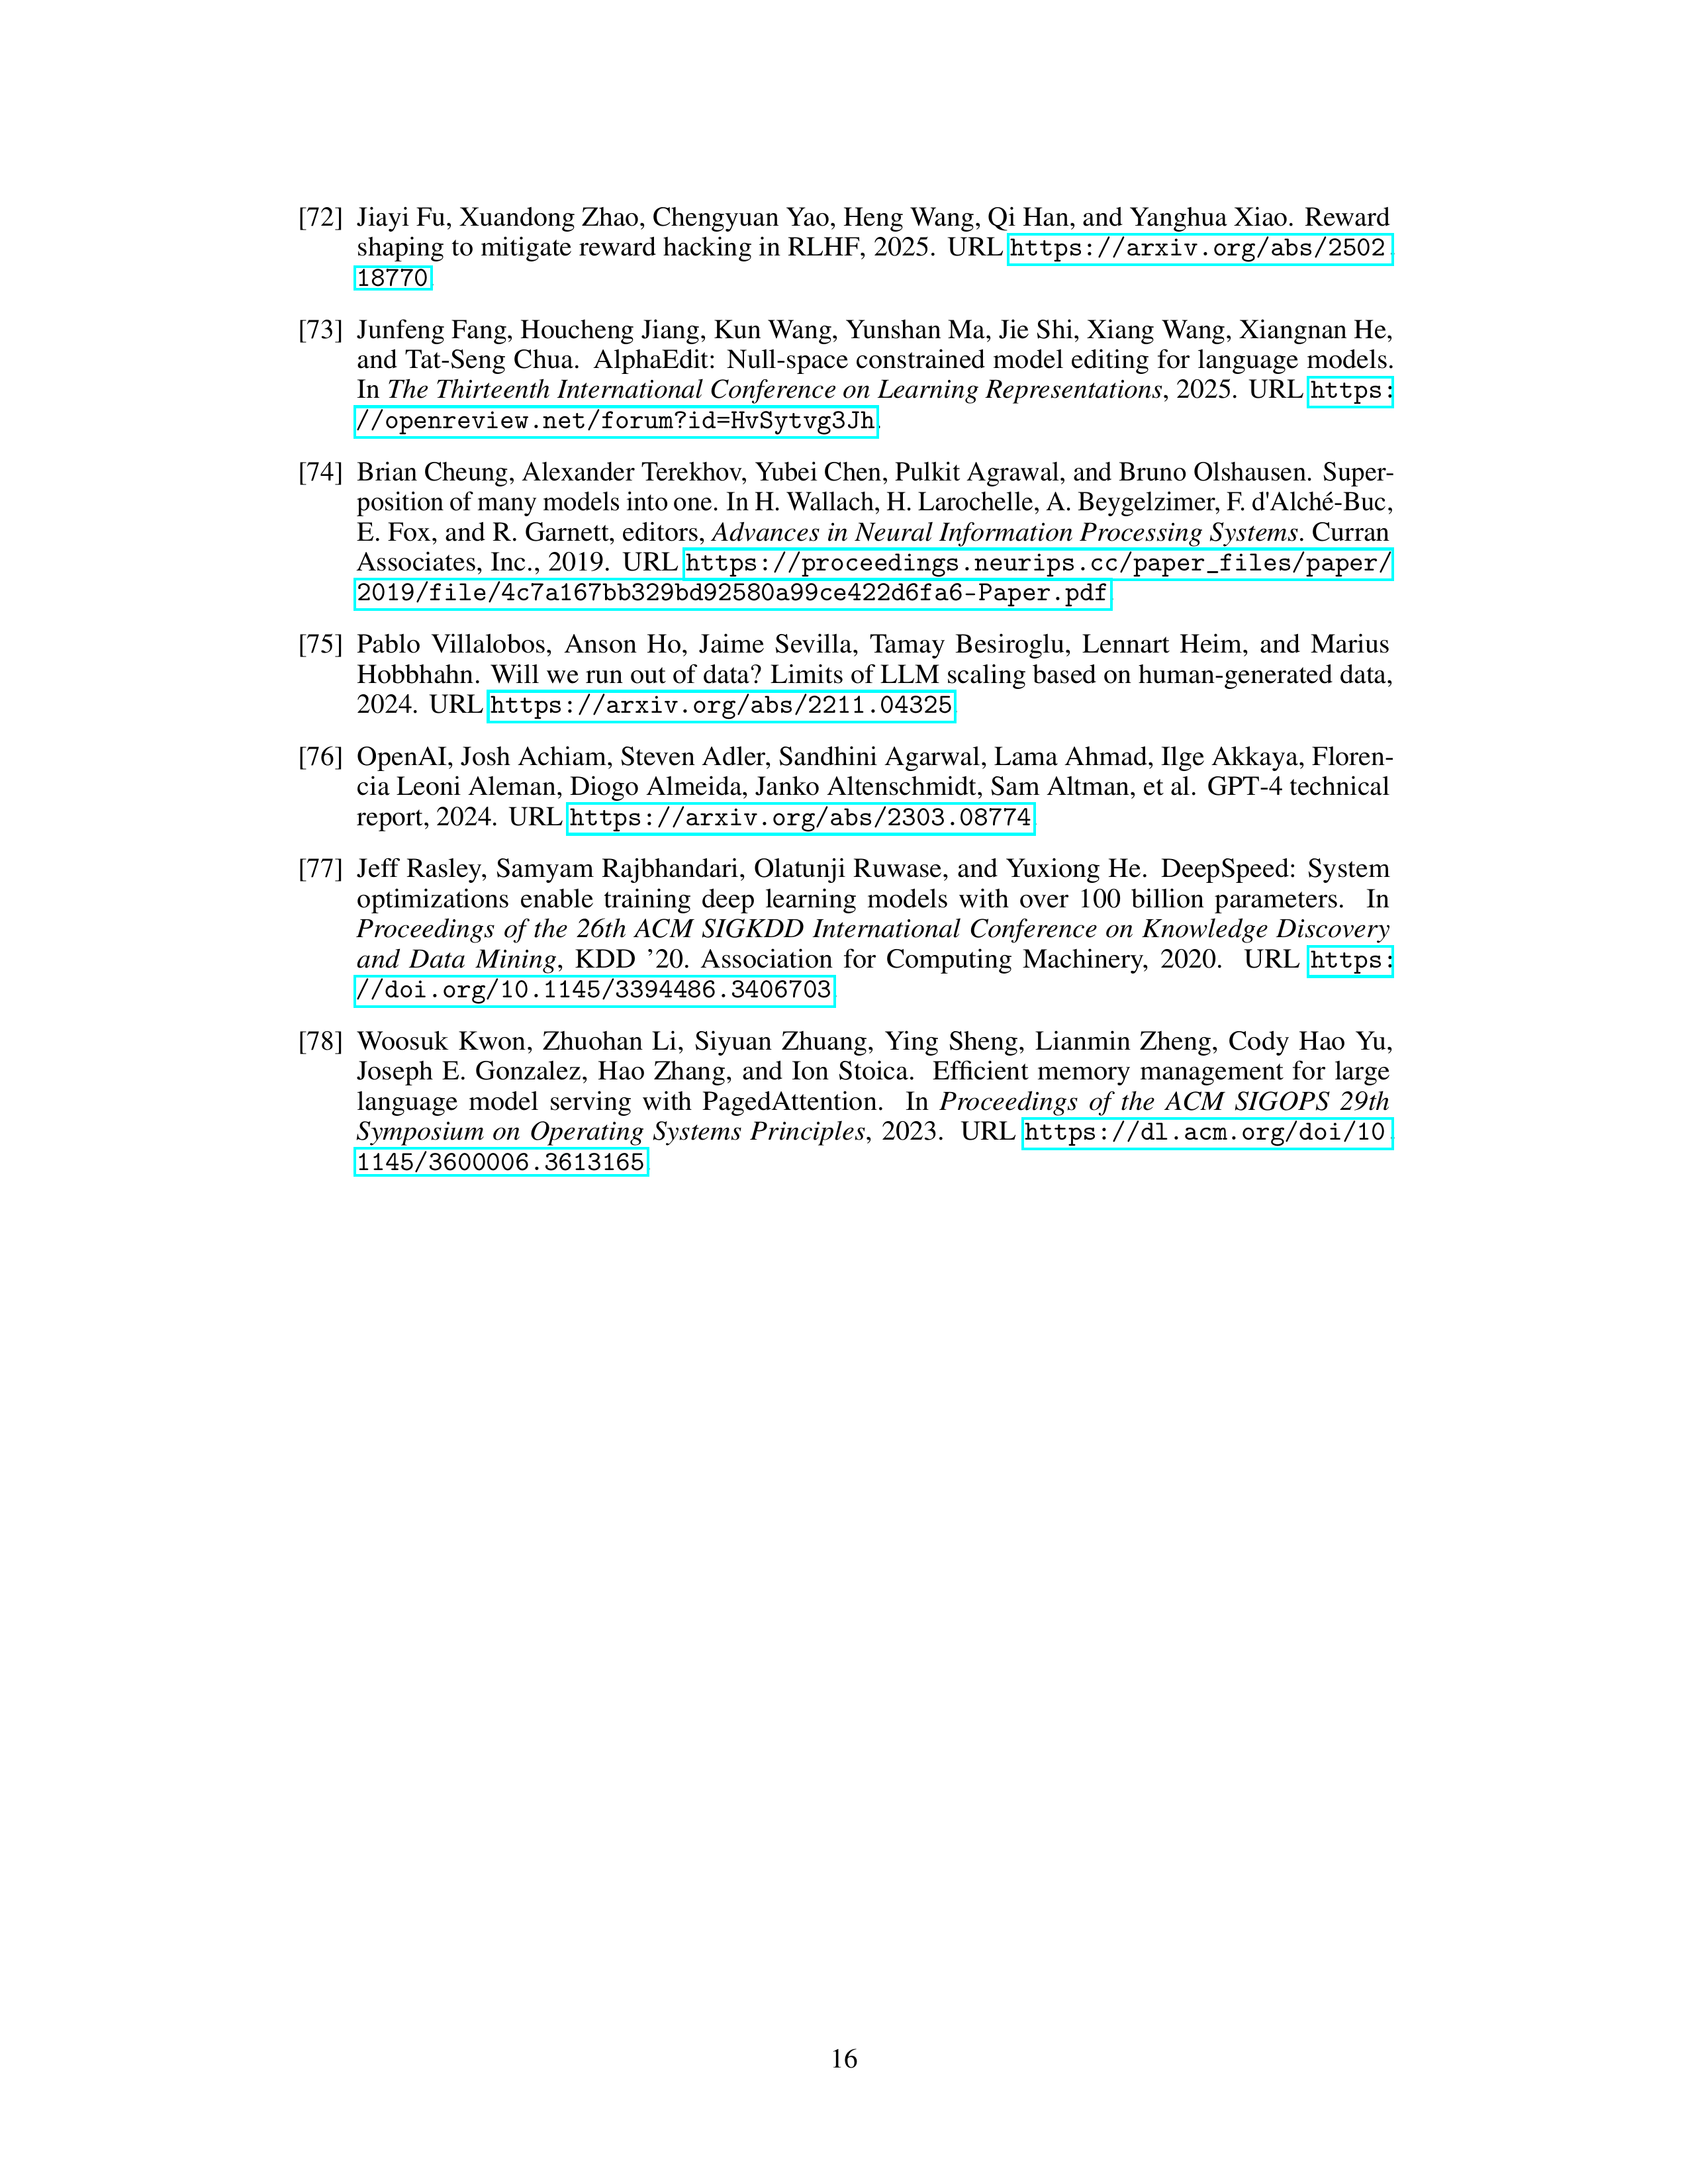 [72] Jiayi Fu, Xuandong Zhao, Chengyuan Yao, Heng Wang, Qi Han, and Yanghua Xiao. Reward
shaping to mitigate reward hacking in RLHF, 2025. URL https://arxiv.org/abs/2502.
18770.
[73] Junfeng Fang, Houcheng Jiang, Kun Wang, Yunshan Ma, Jie Shi, Xiang Wang, Xiangnan He,
and Tat-Seng Chua. AlphaEdit: Null-space constrained model editing for language models.
In The Thirteenth International Conference on Learning Representations, 2025. URL https:
//openreview.net/forum?id=HvSytvg3Jh.
[74] Brian Cheung, Alexander Terekhov, Yubei Chen, Pulkit Agrawal, and Bruno Olshausen. Super-
position of many models into one. In H. Wallach, H. Larochelle, A. Beygelzimer, F. d'Alché-Buc,
E. Fox, and R. Garnett, editors, Advances in Neural Information Processing Systems. Curran
Associates, Inc., 2019. URL https://proceedings.neurips.cc/paper_files/paper/
2019/file/4c7a167bb329bd92580a99ce422d6fa6-Paper.pdf.
[75] Pablo Villalobos, Anson Ho, Jaime Sevilla, Tamay Besiroglu, Lennart Heim, and Marius
Hobbhahn. Will we run out of data? Limits of LLM scaling based on human-generated data,
2024. URL https://arxiv.org/abs/2211.04325.
[76] OpenAI, Josh Achiam, Steven Adler, Sandhini Agarwal, Lama Ahmad, Ilge Akkaya, Floren-
cia Leoni Aleman, Diogo Almeida, Janko Altenschmidt, Sam Altman, et al. GPT-4 technical
report, 2024. URL https://arxiv.org/abs/2303.08774.
[77] Jeff Rasley, Samyam Rajbhandari, Olatunji Ruwase, and Yuxiong He. DeepSpeed: System
optimizations enable training deep learning models with over 100 billion parameters. In
Proceedings of the 26th ACM SIGKDD International Conference on Knowledge Discovery
and Data Mining, KDD ’20. Association for Computing Machinery, 2020. URL https:
//doi.org/10.1145/3394486.3406703.
[78] Woosuk Kwon, Zhuohan Li, Siyuan Zhuang, Ying Sheng, Lianmin Zheng, Cody Hao Yu,
Joseph E. Gonzalez, Hao Zhang, and Ion Stoica. Efficient memory management for large
language model serving with PagedAttention. In Proceedings of the ACM SIGOPS 29th
Symposium on Operating Systems Principles, 2023. URL https://dl.acm.org/doi/10.
1145/3600006.3613165.
16